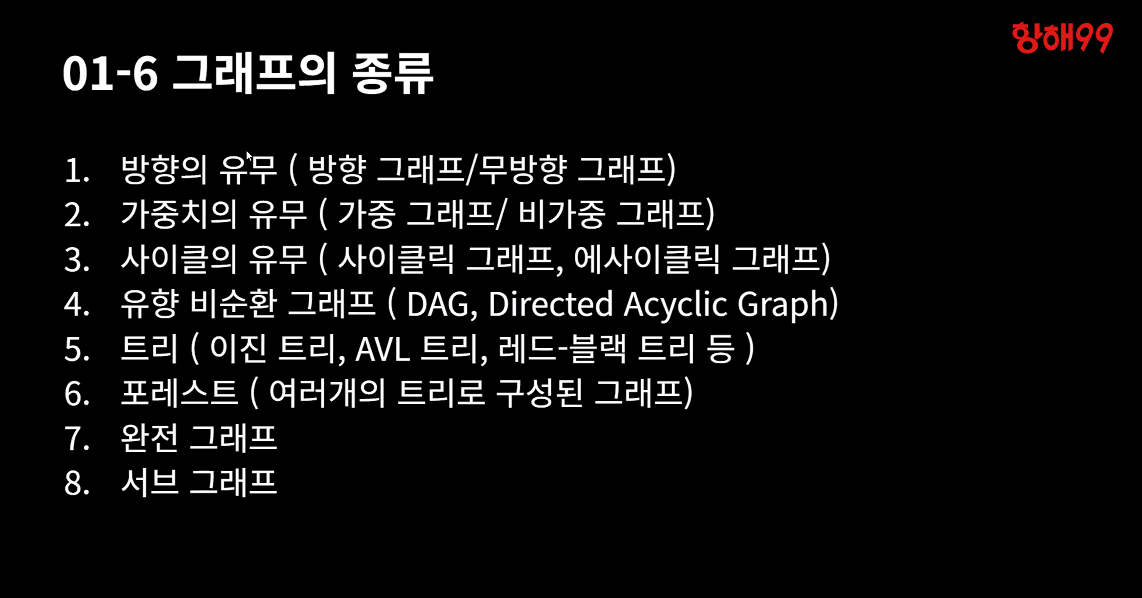 항해99
01-6 그래프의 종류
1. 방향의 유무 ( 방향 그래프/무방향 그래프)
2. 가중치의 유무 ( 가중 그래프/ 비가중 그래프)
3. 사이클의 유무 ( 사이클릭 그래프, 에사이클릭 그래프)
4. 유향 비순환 그래프 ( DAG, Directed Acyclic Graph)
5. 트리 ( 이진 트리, AVL 트리, 레드-블랙 트리 등 )
6. 포레스트 ( 여러개의 트리로 구성된 그래프)
7. 완전 그래프
8. 서브 그래프